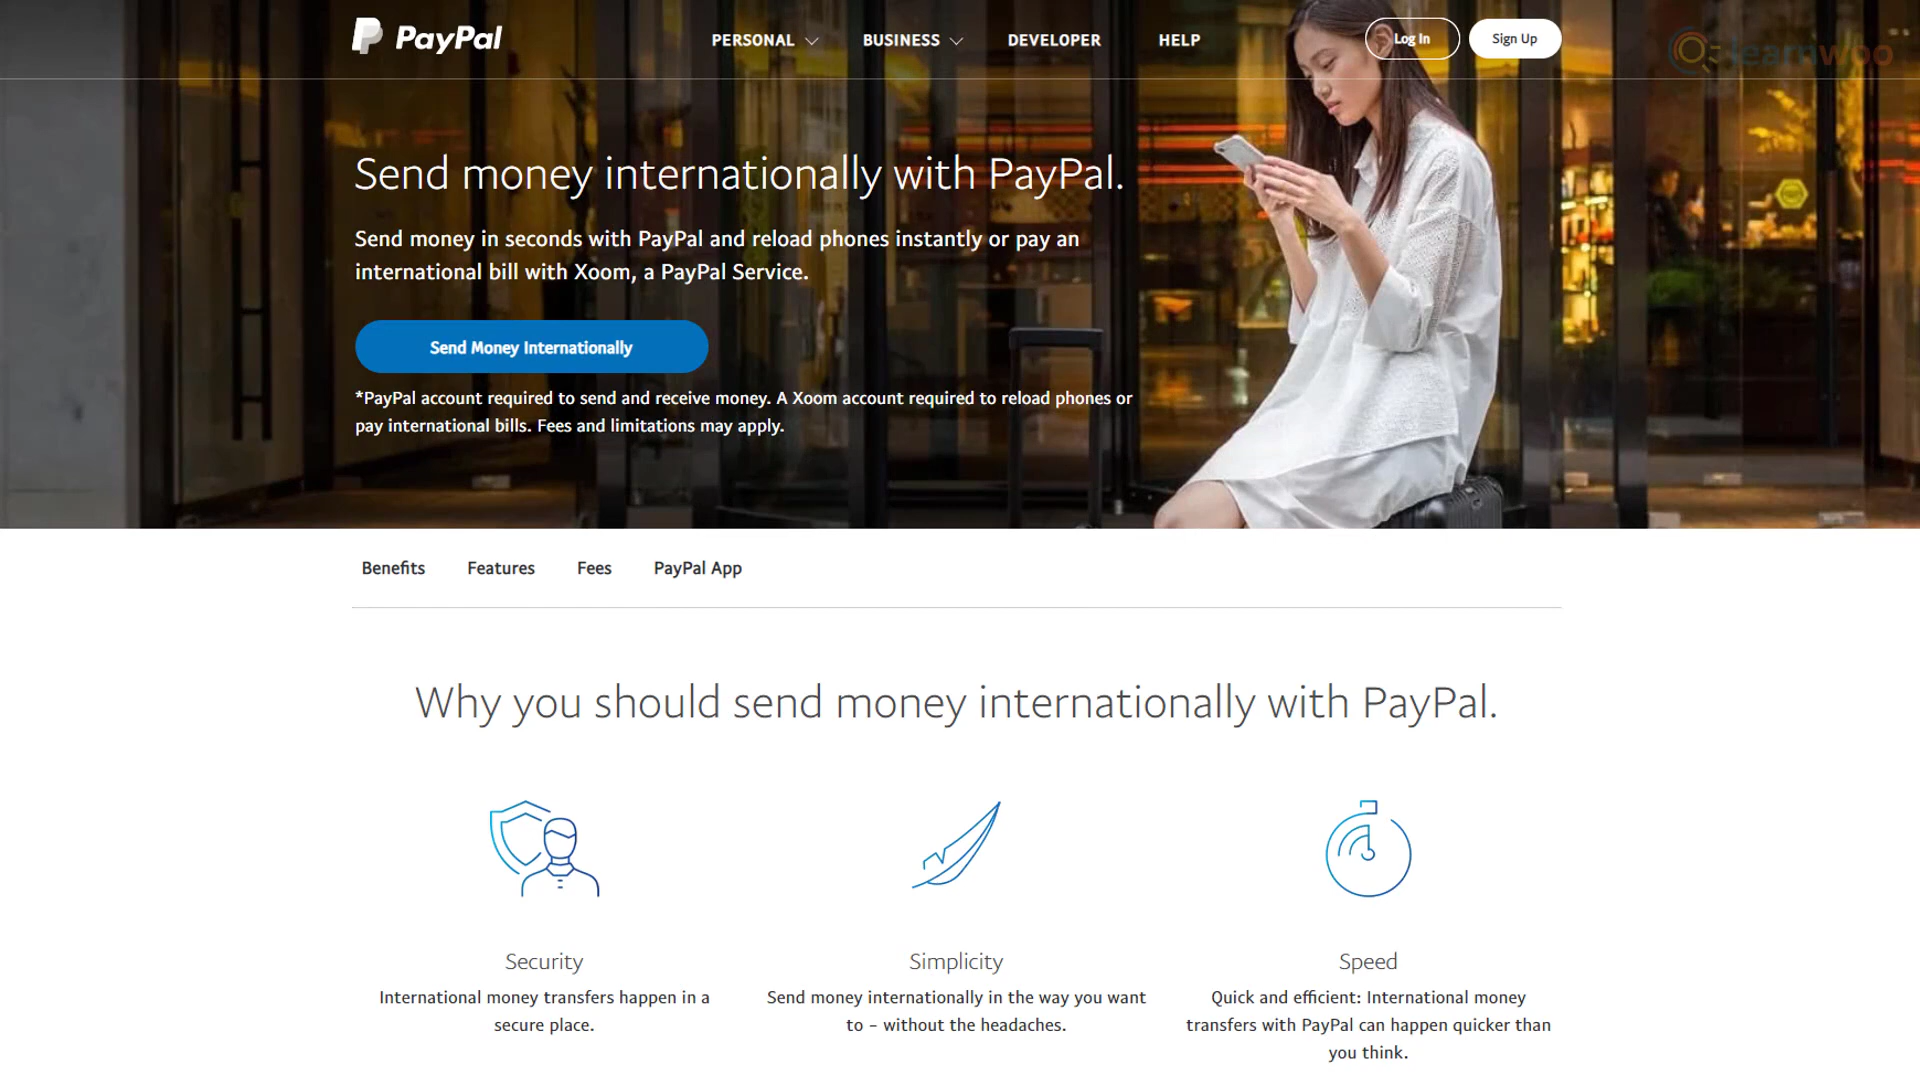 PayPal
PERSONAL
BUSINESS
DEVELOPER
HELP
Log In
Sign Up
learnwoo
Send money internationally with PayPal.
Send money in seconds with PayPal and reload phones instantly or pay an
international bill with Xoom, a PayPal Service.
Send Money Internationally
*PayPal account required to send and receive money. A Xoom account required to reload phones or
pay international bills. Fees and limitations may apply.
Benefits
Features
Fees
PayPal App
Why you should send money internationally with PayPal.
Security
International money transfers happen in a
secure place.
Simplicity
Send money internationally in the way you want
to – without the headaches.
Speed
Quick and efficient: International money
transfers with PayPal can happen quicker than
you think.